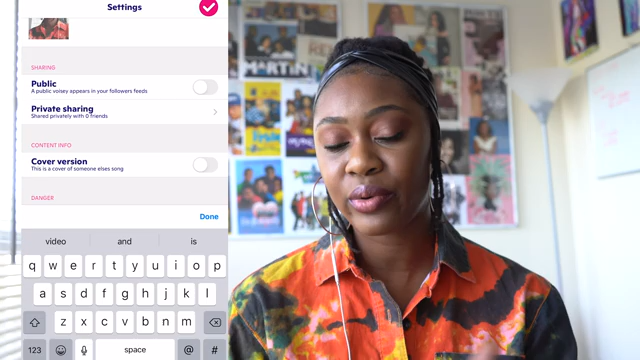 Settings
SHARING
Public
A public voisey appears in your followers feeds
Private sharing
Shared privately with 0 friends
CONTENT INFO
Cover version
This is a cover of someone elses song
DANGER
Done
video and is
q w e r t y u i o p
a s d f g h j k l
z x c v b n m
123 space @ #
MARTIN